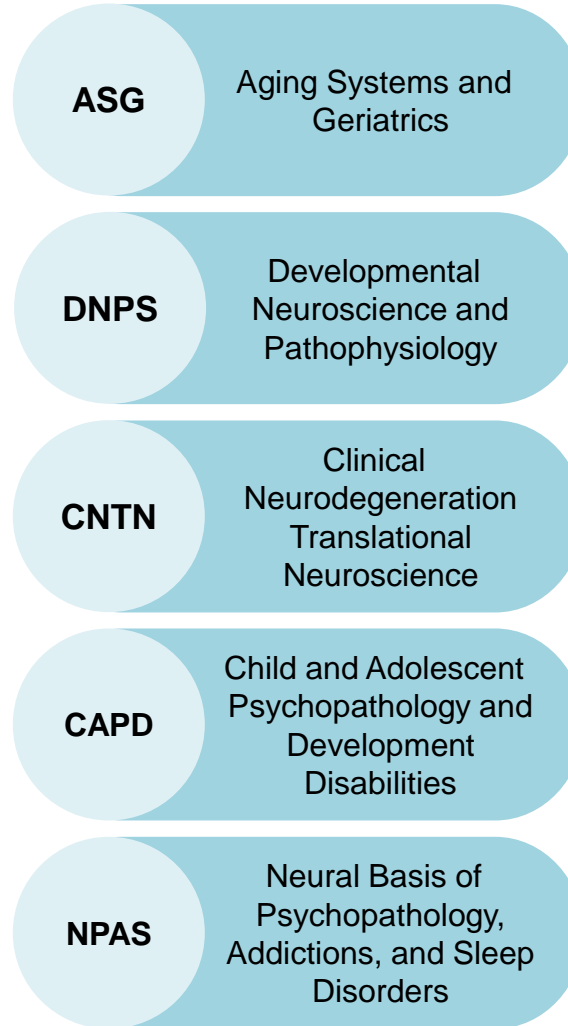 ASG
Aging Systems and
Geriatrics
DNPS
Developmental
Neuroscience and
Pathophysiology
CNTN
Clinical
Neurodegeneration
Translational
Neuroscience
CAPD
Child and Adolescent
Psychopathology and
Development
Disabilities
NPAS
Neural Basis of
Psychopathology,
Addictions, and Sleep
Disorders